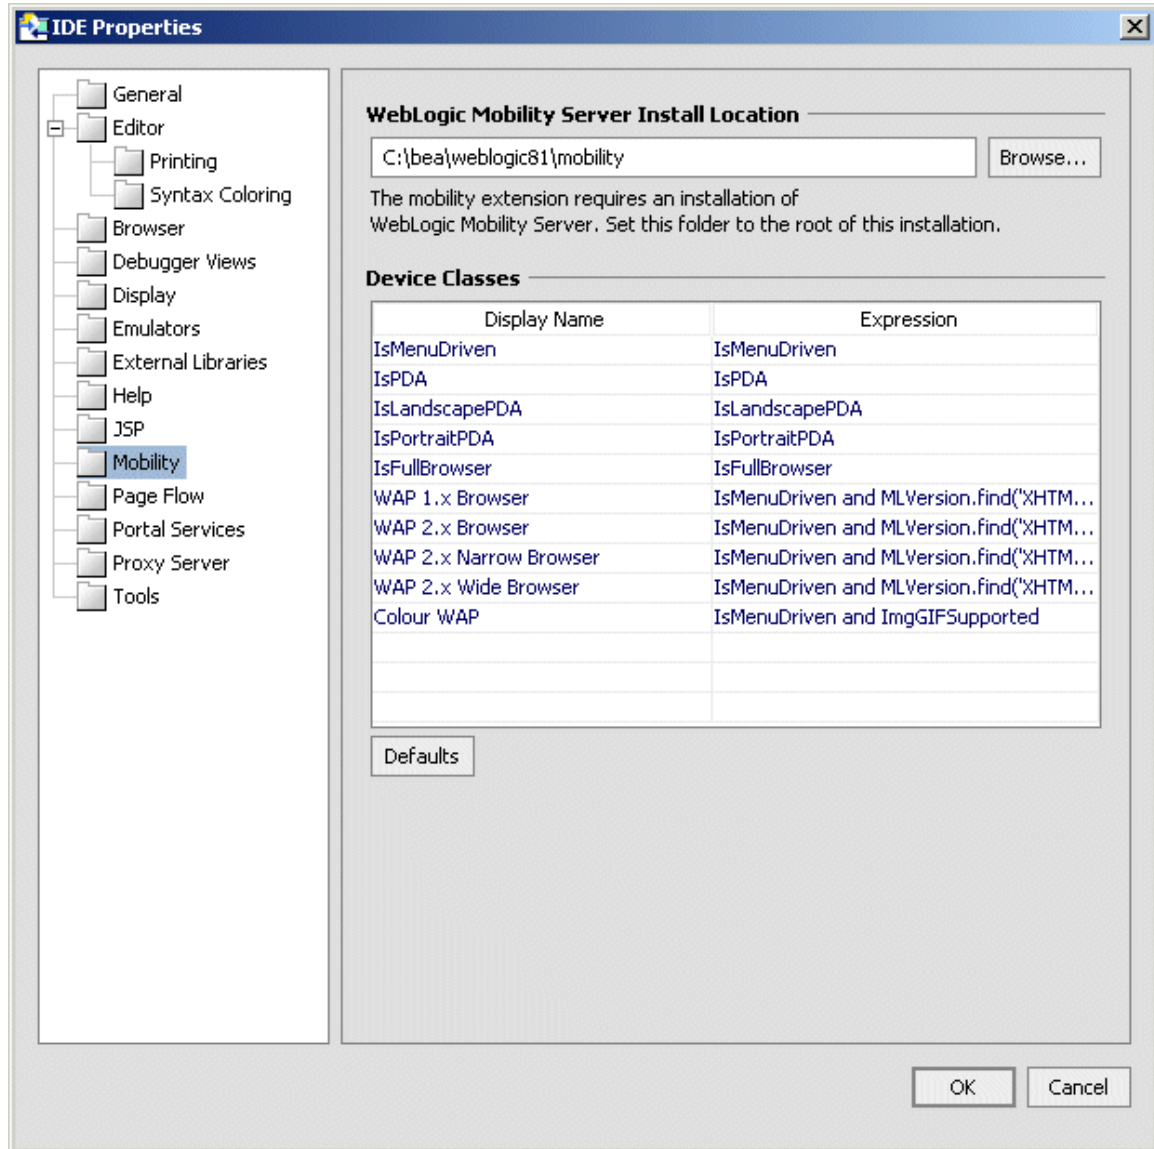 IDE Properties
General
Editor
Printing
Syntax Coloring
Browser
Debugger Views
Display
Emulators
External Libraries
Help
JSP
Mobility
Page Flow
Portal Services
Proxy Server
Tools
WebLogic Mobility Server Install Location
C:\bea\weblogic81\mobility Browse...
The mobility extension requires an installation of
WebLogic Mobility Server. Set this folder to the root of this installation.
Device Classes
Display Name Expression
IsMenuDriven IsMenuDriven
IsPDA IsPDA
IsLandscapePDA IsLandscapePDA
IsPortraitPDA IsPortraitPDA
IsFullBrowser IsFullBrowser
WAP 1.x Browser IsMenuDriven and MLVersion.find('XHTM...
WAP 2.x Browser IsMenuDriven and MLVersion.find('XHTM...
WAP 2.x Narrow Browser IsMenuDriven and MLVersion.find('XHTM...
WAP 2.x Wide Browser IsMenuDriven and MLVersion.find('XHTM...
Colour WAP IsMenuDriven and ImgGIFSupported
Defaults
OK Cancel